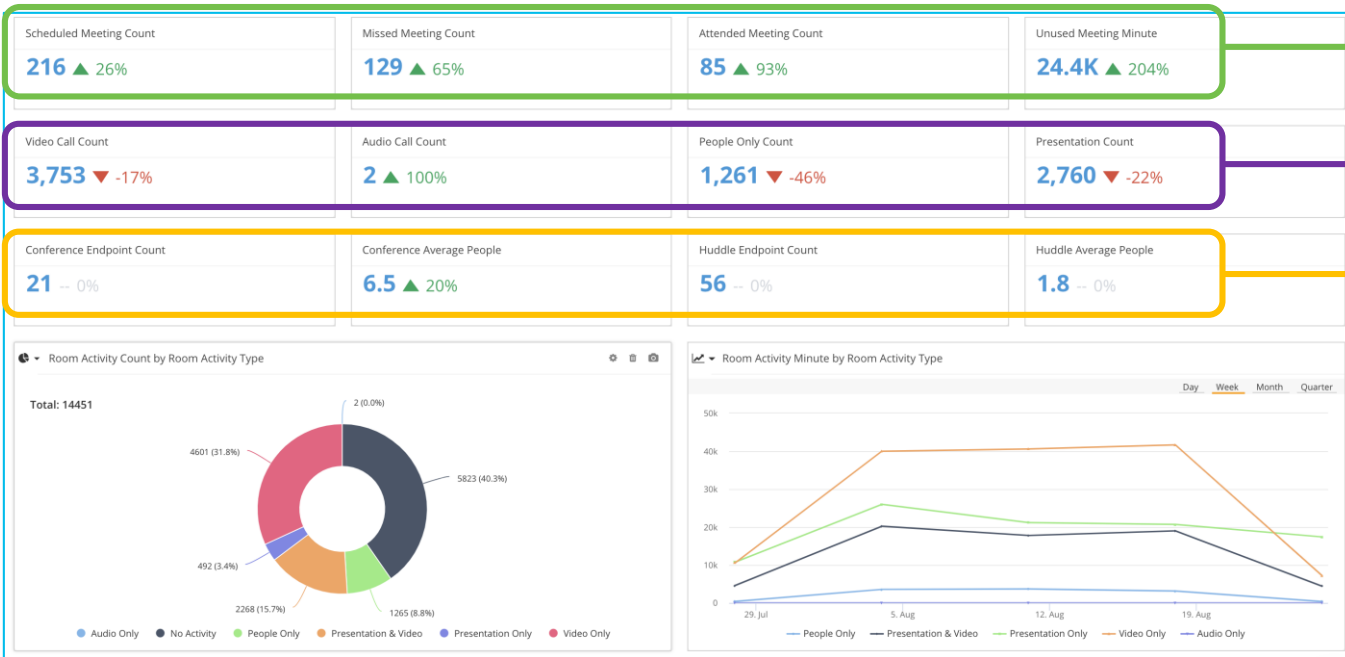 Scheduled Meeting Count
216 ▲ 26%
Missed Meeting Count
129 ▲ 65%
Attended Meeting Count
85 ▲ 93%
Unused Meeting Minute
24.4K ▲ 204%
Video Call Count
3,753 ▼ -17%
Audio Call Count
2 ▲ 100%
People Only Count
1,261 ▼ -46%
Presentation Count
2,760 ▼ -22%
Conference Endpoint Count
21 -- 0%
Conference Average People
6.5 ▲ 20%
Huddle Endpoint Count
56 -- 0%
Huddle Average People
1.8 -- 0%
Room Activity Count by Room Activity Type
Total: 14451
2 (0.0%)
4601 (31.8%)
5823 (40.3%)
492 (3.4%)
2268 (15.7%)
1265 (8.8%)
Audio Only No Activity People Only Presentation & Video Presentation Only Video Only
Room Activity Minute by Room Activity Type
Day Week Month Quarter
50k
40k
30k
20k
10k
0
29. Jul 5. Aug 12. Aug 19. Aug
People Only Presentation & Video Presentation Only Video Only Audio Only